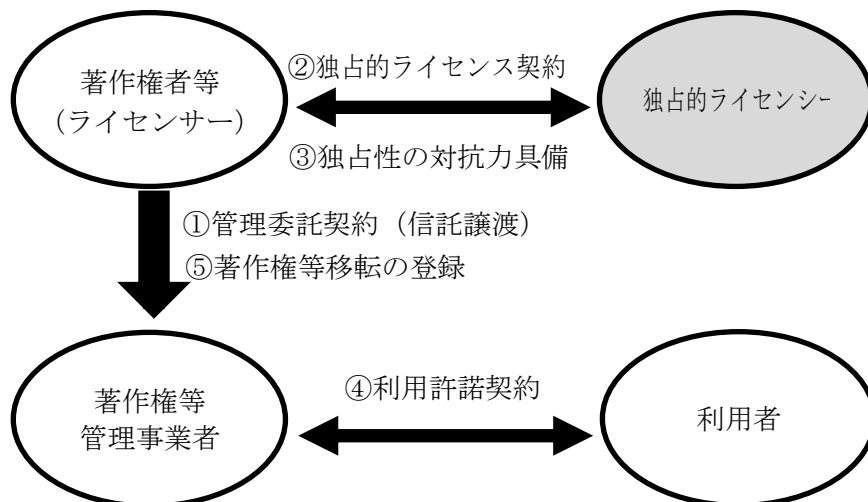 著作権者等
（ライセンサー）
②独占的ライセンス契約
③独占性の対抗力具備
独占的ライセンシー
①管理委託契約（信託譲渡）
⑤著作権等移転の登録
著作権等
管理事業者
④利用許諾契約
利用者